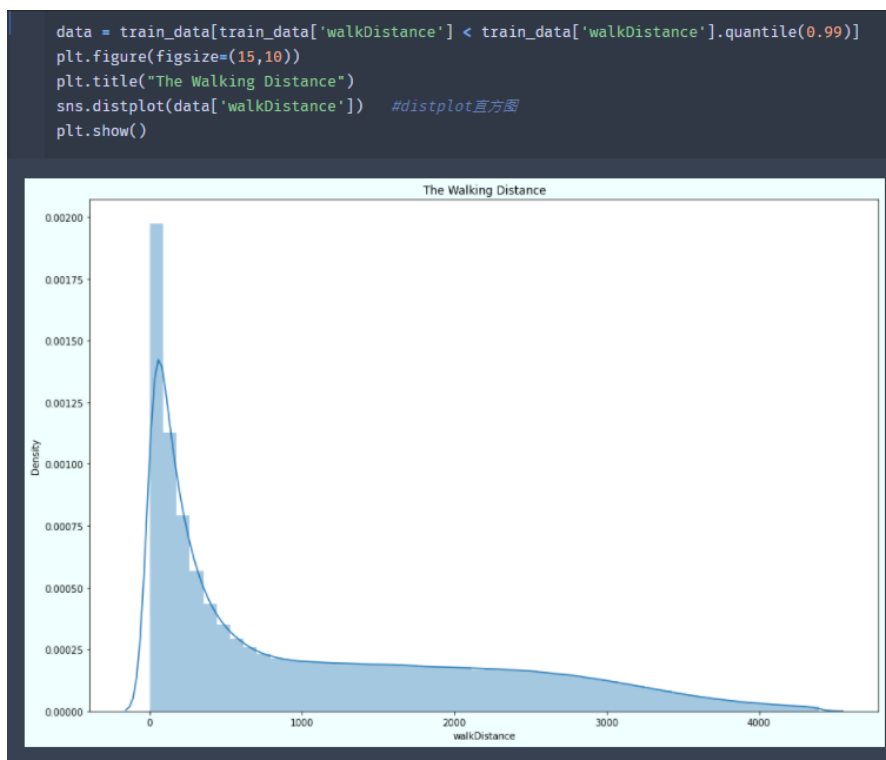 data = train_data[train_data['walkDistance'] < train_data['walkDistance'].quantile(0.99)]
plt.figure(figsize=(15,10))
plt.title("The Walking Distance")
sns.distplot(data['walkDistance'])   #distplot直方图
plt.show()
The Walking Distance
0.00200
0.00175
0.00150
0.00125
0.00100
0.00075
0.00050
0.00025
0.00000
Density
0 1000 2000 3000 4000
walkDistance